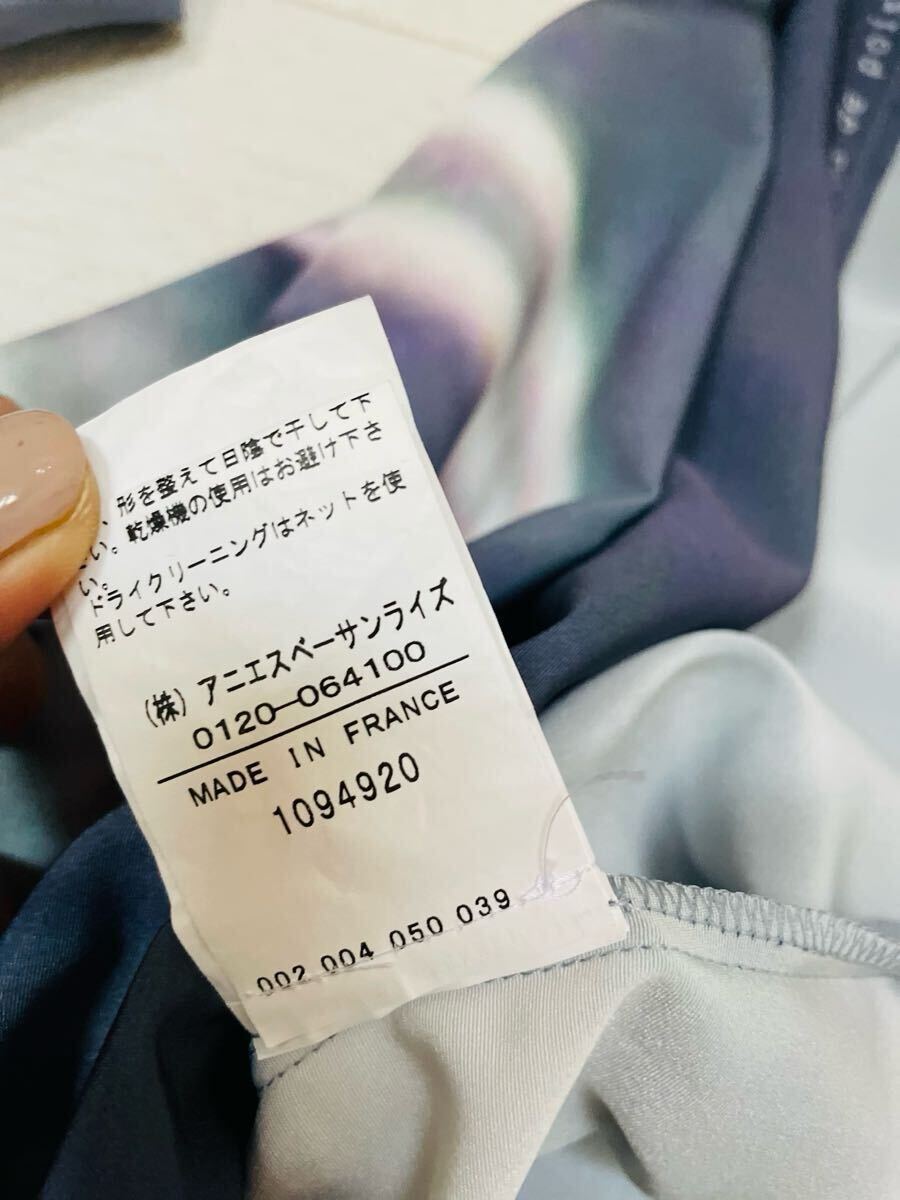 、形を整えて日陰で干して下
い。乾燥機の使用はお避け下さ
い。
ドライクリーニングはネットを使
用して下さい。
(株)アニエスベーサンライズ
0120-064100
MADE IN FRANCE
1094920
002 004 050 039
de pois